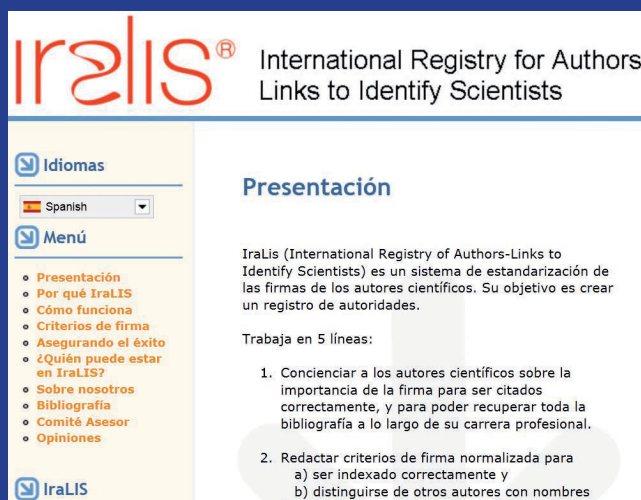 IraLIS®
International Registry for Authors
Links to Identify Scientists
Idiomas
Spanish
Menú
Presentación
Por qué IraLIS
Cómo funciona
Criterios de firma
Asegurando el éxito
¿Quién puede estar
en IraLIS?
Sobre nosotros
Bibliografía
Comité Asesor
Opiniones
IraLIS
Presentación
IraLis (International Registry of Authors-Links to
Identify Scientists) es un sistema de estandarización de
las firmas de los autores científicos. Su objetivo es crear
un registro de autoridades.
Trabaja en 5 líneas:
1. Concienciar a los autores científicos sobre la
importancia de la firma para ser citados
correctamente, y para poder recuperar toda la
bibliografía a lo largo de su carrera profesional.
2. Redactar criterios de firma normalizada para
a) ser indexado correctamente y
b) distinguirse de otros autores con nombres